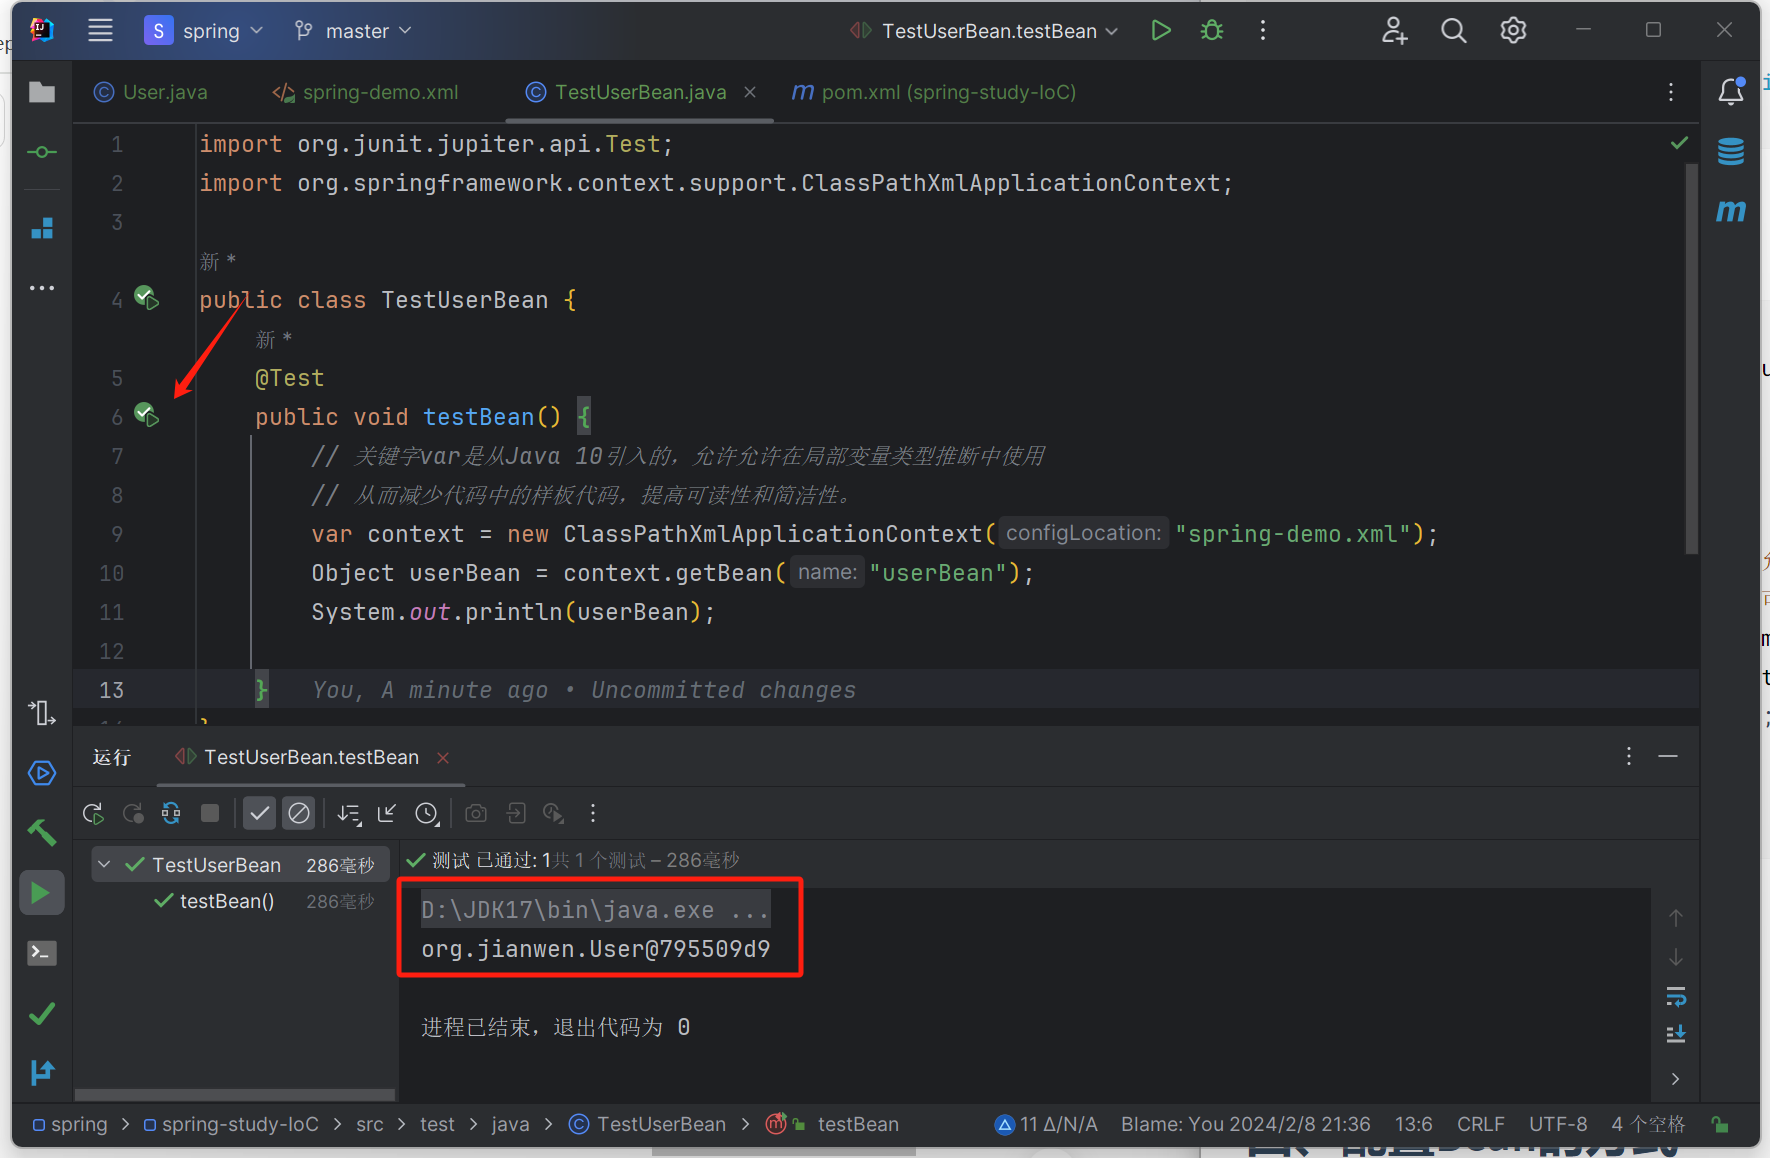 S spring master TestUserBean.testBean
User.java spring-demo.xml TestUserBean.java pom.xml (spring-study-IoC)
1 import org.junit.jupiter.api.Test;
2 import org.springframework.context.support.ClassPathXmlApplicationContext;
3
新 *
4 public class TestUserBean {
新 *
5 @Test
6 public void testBean() {
7 // 关键字var是从Java 10引入的，允许允许在局部变量类型推断中使用
8 // 从而减少代码中的样板代码，提高可读性和简洁性。
9 var context = new ClassPathXmlApplicationContext( configLocation: "spring-demo.xml");
10 Object userBean = context.getBean( name: "userBean");
11 System.out.println(userBean);
12
13 } You, A minute ago • Uncommitted changes
运行 TestUserBean.testBean
TestUserBean 286毫秒
testBean() 286毫秒
测试 已通过: 1共 1 个测试 – 286毫秒
D:\JDK17\bin\java.exe ...
org.jianwen.User@795509d9
进程已结束，退出代码为 0
spring > spring-study-IoC > src > test > java > TestUserBean > testBean 11 Δ/N/A Blame: You 2024/2/8 21:36 13:6 CRLF UTF-8 4 个空格